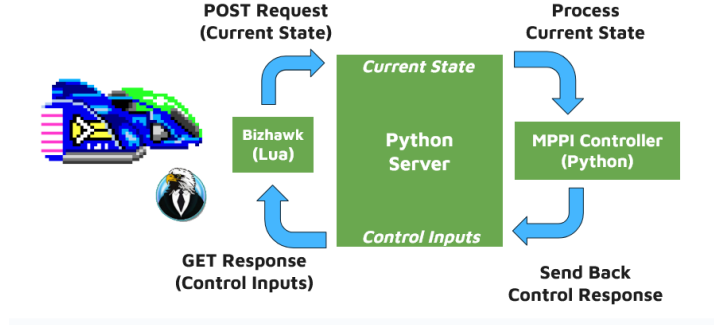 POST Request
(Current State)
Process
Current State
Current State
Bizhawk
(Lua)
Python
Server
MPPI Controller
(Python)
Control Inputs
GET Response
(Control Inputs)
Send Back
Control Response